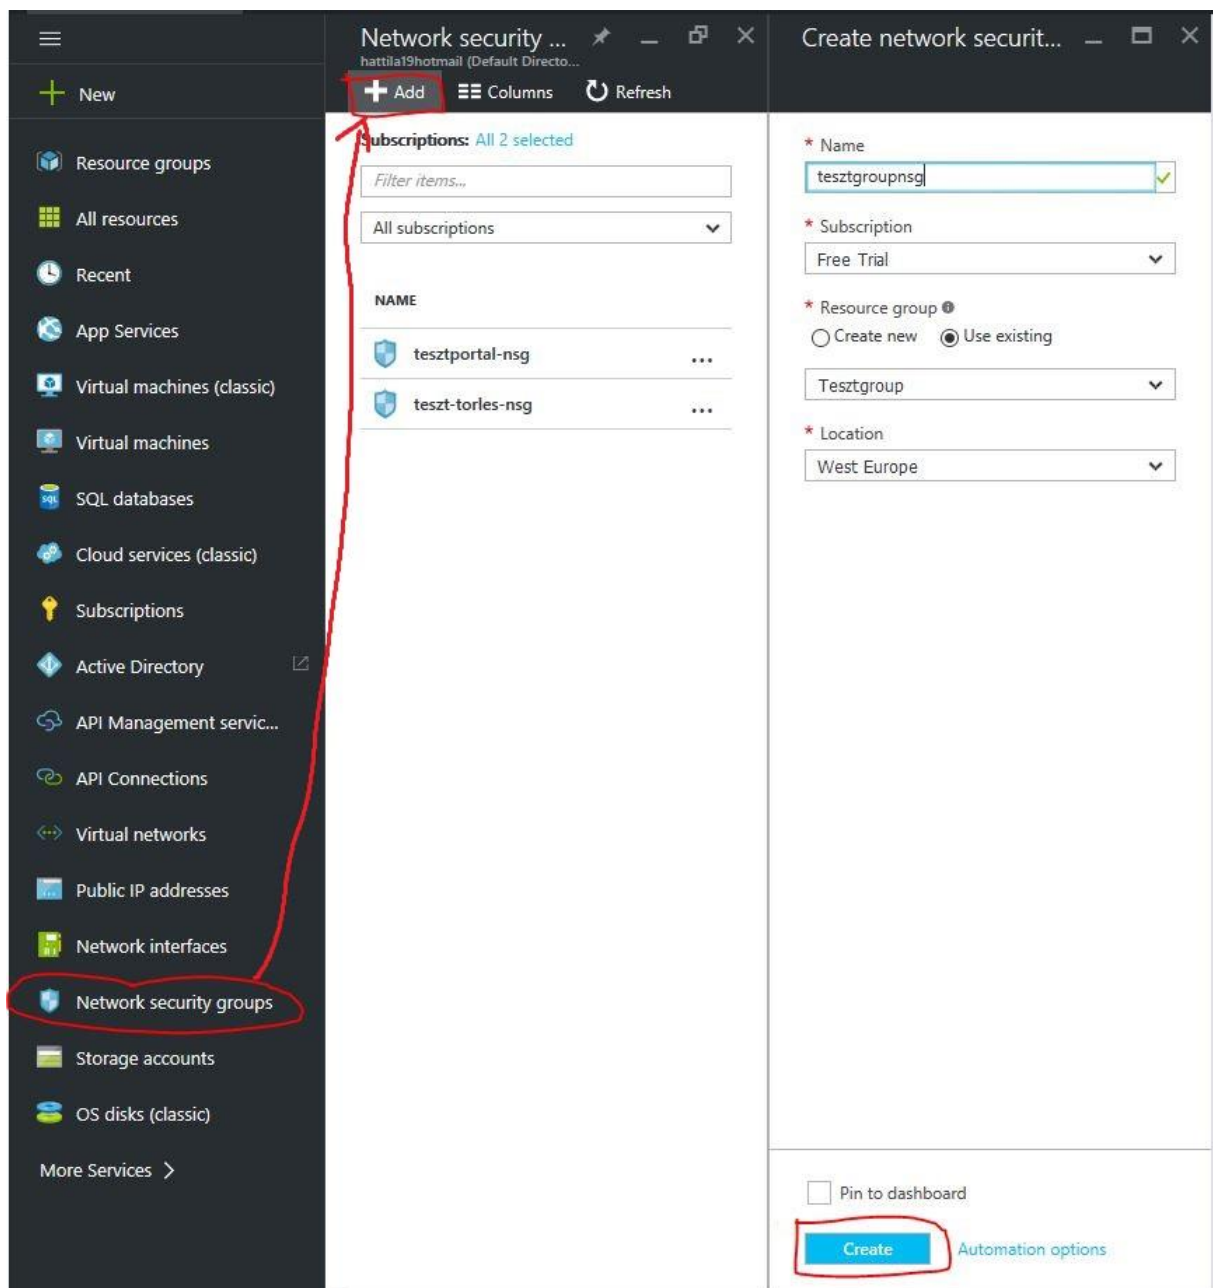 New
Resource groups
All resources
Recent
App Services
Virtual machines (classic)
Virtual machines
SQL databases
Cloud services (classic)
Subscriptions
Active Directory
API Management servic...
API Connections
Virtual networks
Public IP addresses
Network interfaces
Network security groups
Storage accounts
OS disks (classic)
More Services
Network security ...
hattila19hotmail (Default Directo...
Add Columns Refresh
Subscriptions: All 2 selected
Filter items...
All subscriptions
NAME
tesztportal-nsg ...
teszt-torles-nsg ...
Create network securit...
* Name
tesztgroupnsg
* Subscription
Free Trial
* Resource group
Create new Use existing
Tesztgroup
* Location
West Europe
Pin to dashboard
Create Automation options